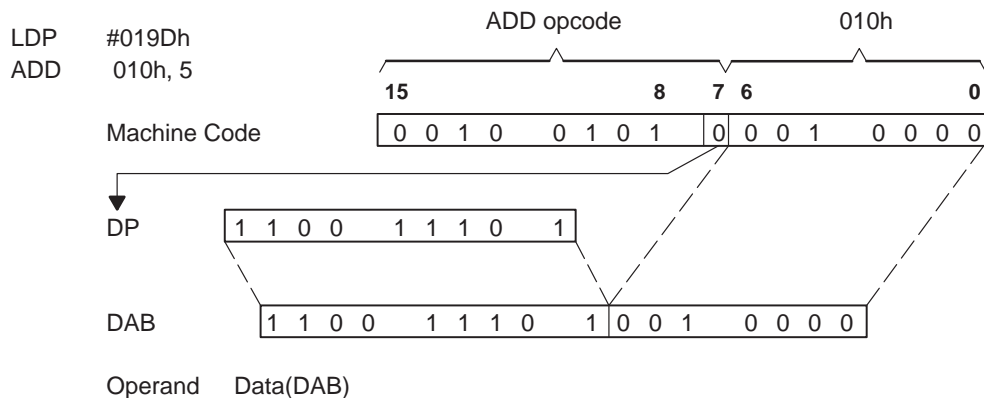 ADD opcode 010h
LDP #019Dh
ADD 010h, 5
15 8 7 6 0
Machine Code 0 0 1 0 0 1 0 1 0 0 0 1 0 0 0 0
DP 1 1 0 0 1 1 1 0 1
DAB 1 1 0 0 1 1 1 0 1 0 0 1 0 0 0 0
Operand Data(DAB)